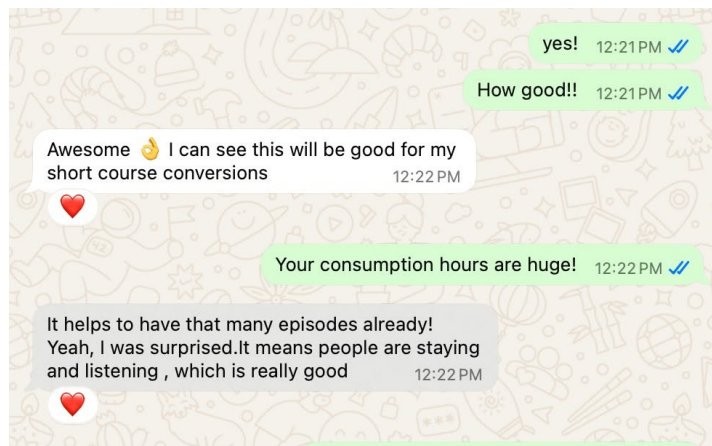 yes! 12:21 PM
How good!! 12:21 PM
Awesome 👌 I can see this will be good for my
short course conversions 12:22 PM
Your consumption hours are huge! 12:22 PM
It helps to have that many episodes already!
Yeah, I was surprised.It means people are staying
and listening , which is really good 12:22 PM